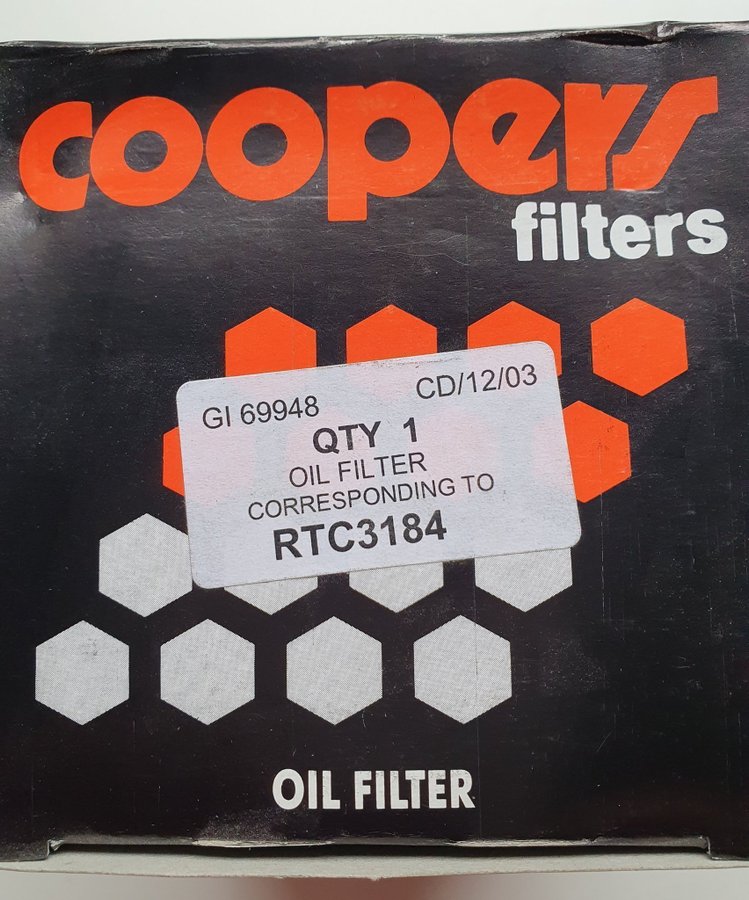 coopers
filters
GI 69948 CD/12/03
QTY 1
OIL FILTER
CORRESPONDING TO
RTC3184
OIL FILTER